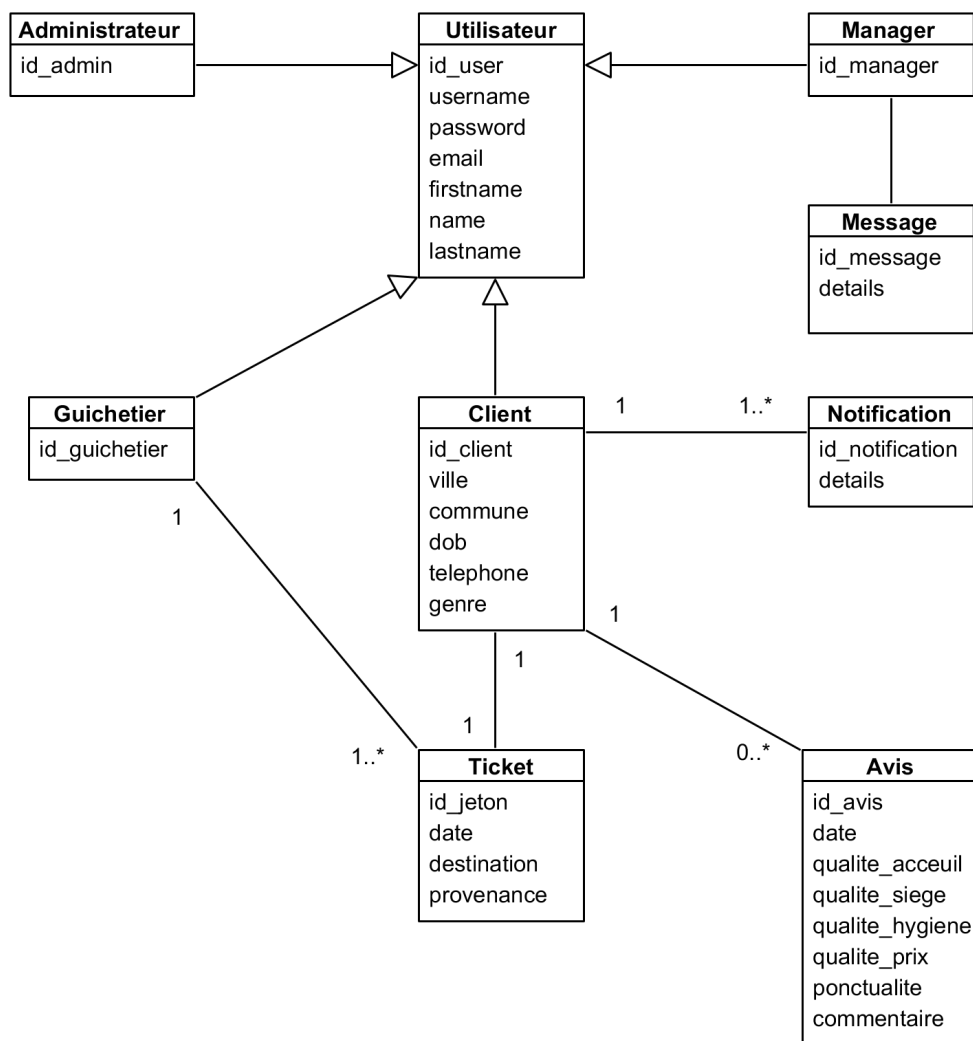 Administrateur
id_admin
Utilisateur
id_user
username
password
email
firstname
name
lastname
Manager
id_manager
Message
id_message
details
Guichetier
id_guichetier
1
Client
id_client
ville
commune
dob
telephone
genre
1
1..*
Notification
id_notification
details
1
1
1
0..*
1..*
Ticket
id_jeton
date
destination
provenance
Avis
id_avis
date
qualite_acceuil
qualite_siege
qualite_hygiene
qualite_prix
ponctualite
commentaire